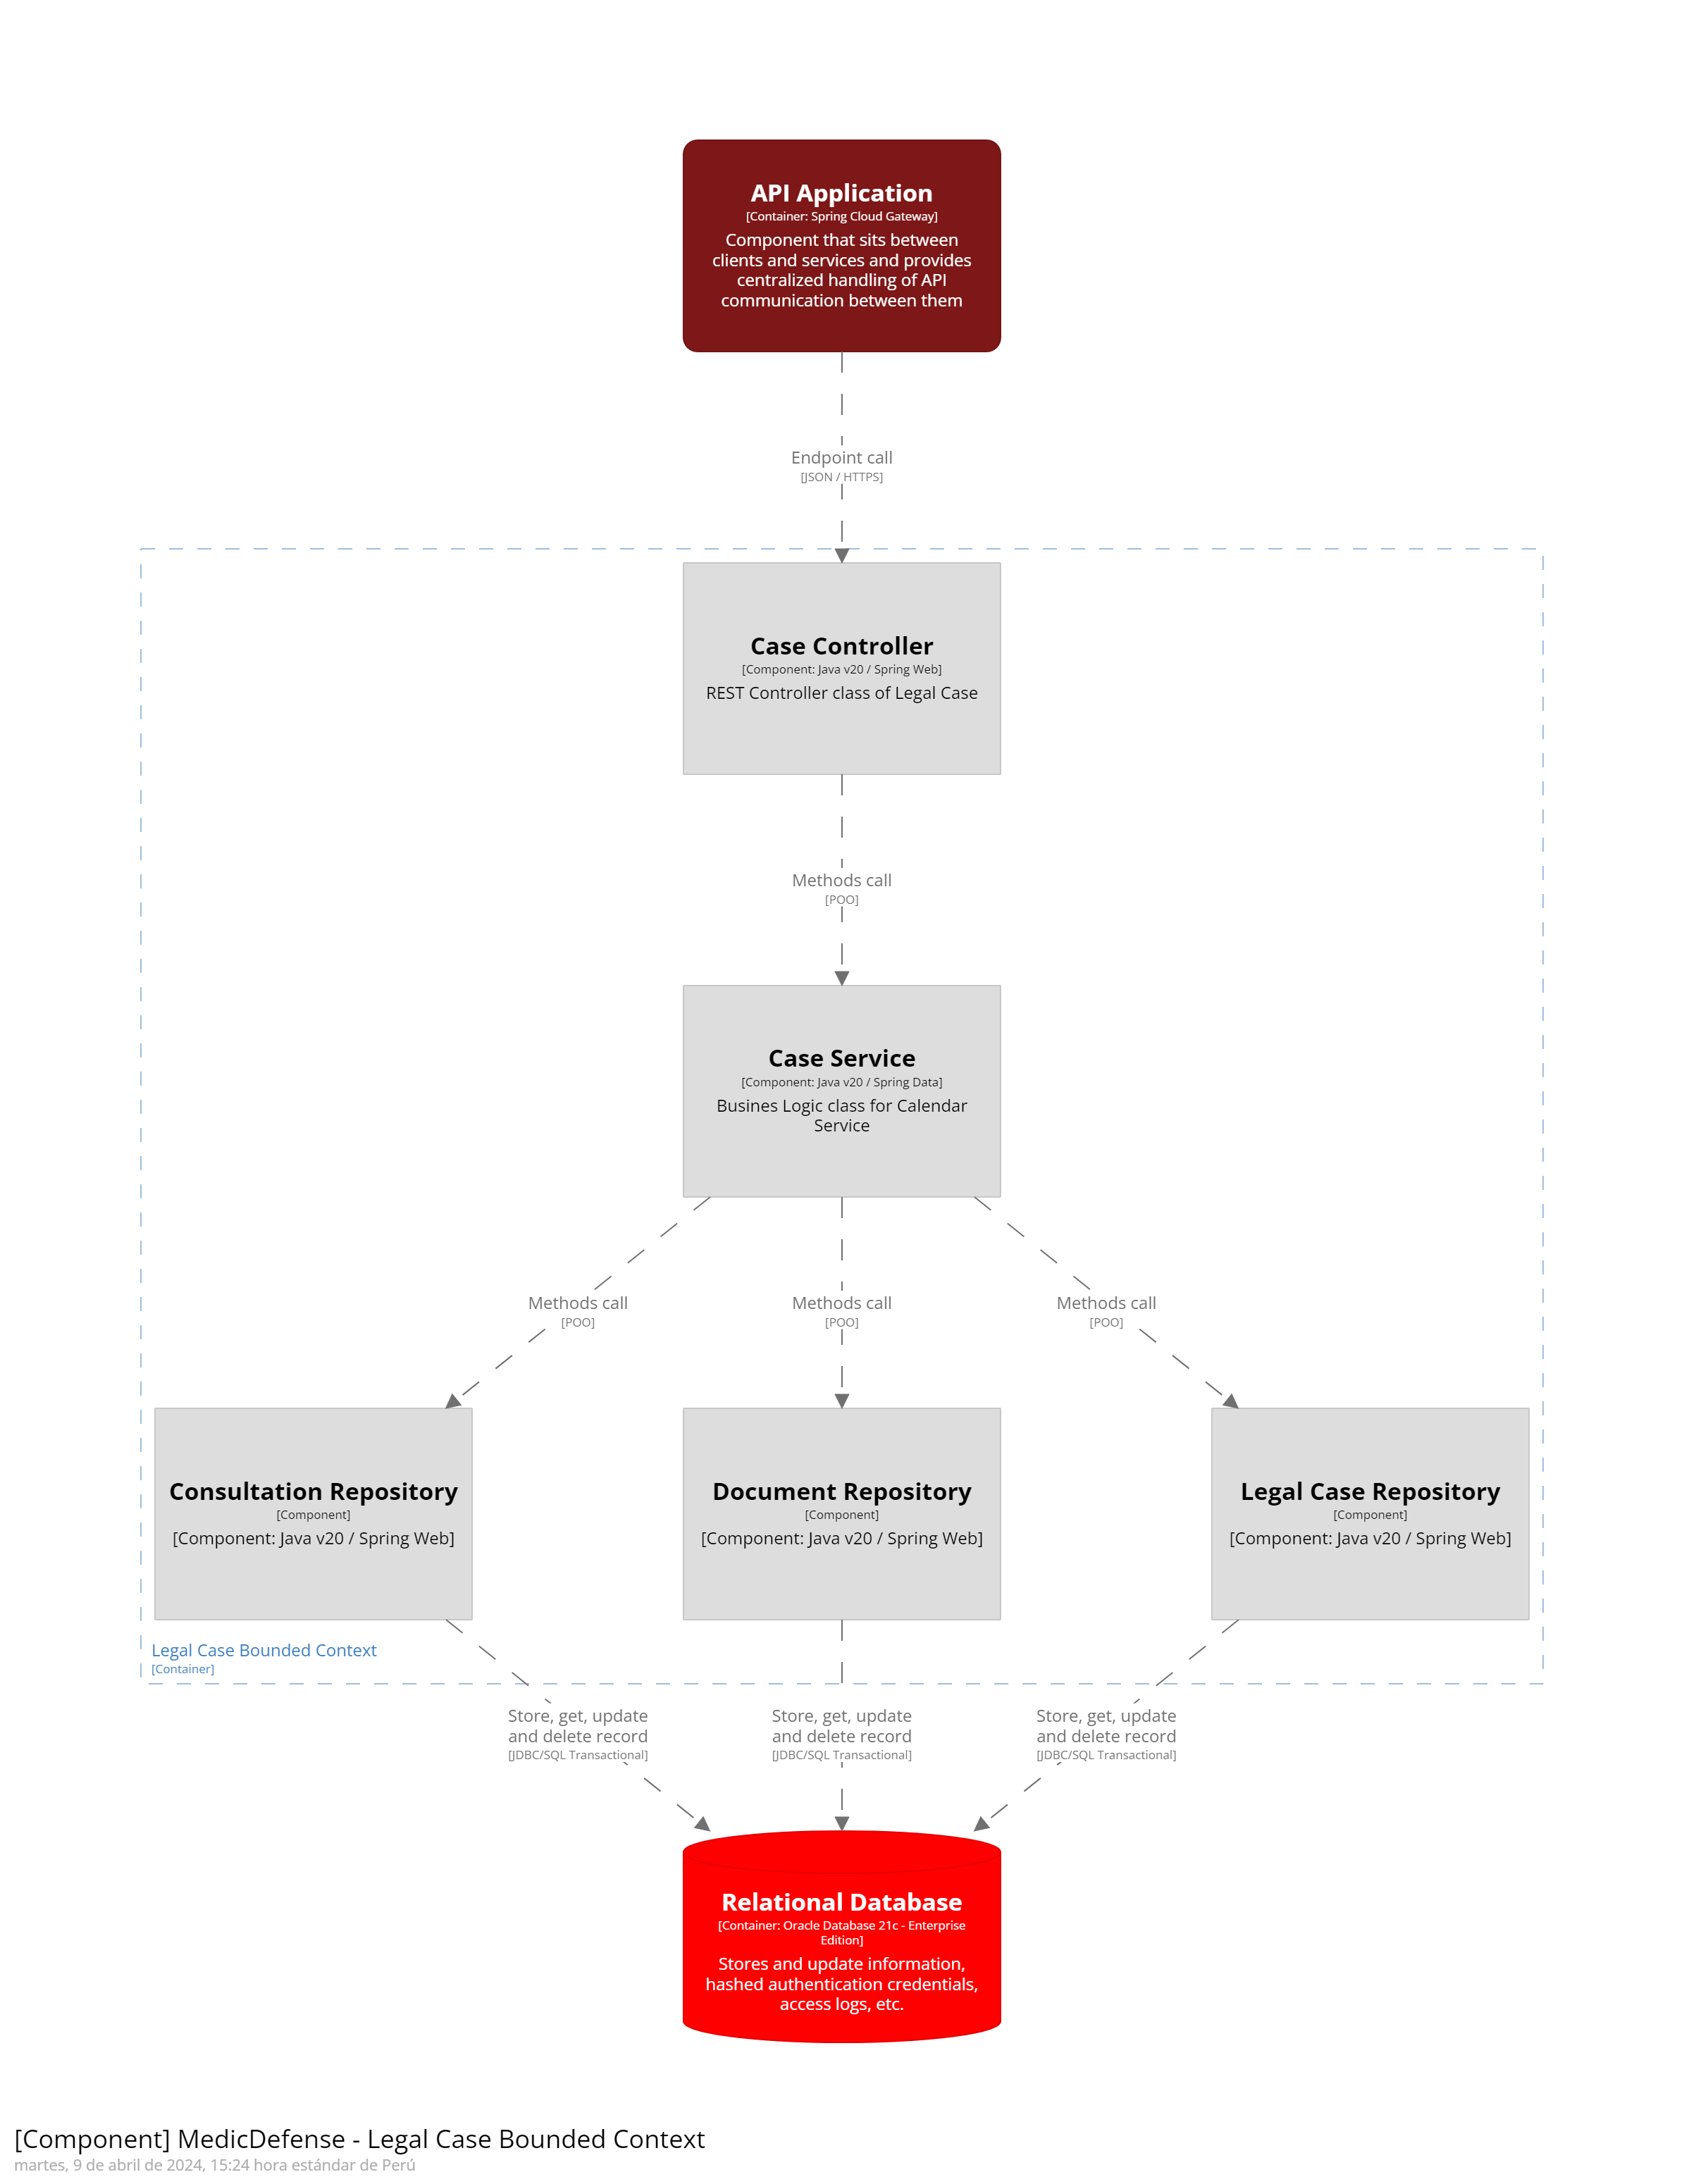 API Application
[Container: Spring Cloud Gateway]
Component that sits between
clients and services and provides
centralized handling of API
communication between them
Endpoint call
[JSON / HTTPS]
Case Controller
[Component: Java v20 / Spring Web]
REST Controller class of Legal Case
Methods call
[POO]
Case Service
[Component: Java v20 / Spring Data]
Busines Logic class for Calendar
Service
Methods call
[POO]
Methods call
[POO]
Methods call
[POO]
Consultation Repository
[Component]
[Component: Java v20 / Spring Web]
Document Repository
[Component]
[Component: Java v20 / Spring Web]
Legal Case Repository
[Component]
[Component: Java v20 / Spring Web]
Legal Case Bounded Context
[Container]
Store, get, update
and delete record
[JDBC/SQL Transactional]
Store, get, update
and delete record
[JDBC/SQL Transactional]
Store, get, update
and delete record
[JDBC/SQL Transactional]
Relational Database
[Container: Oracle Database 21c - Enterprise
Edition]
Stores and update information,
hashed authentication credentials,
access logs, etc.
[Component] MedicDefense - Legal Case Bounded Context
martes, 9 de abril de 2024, 15:24 hora estándar de Perú